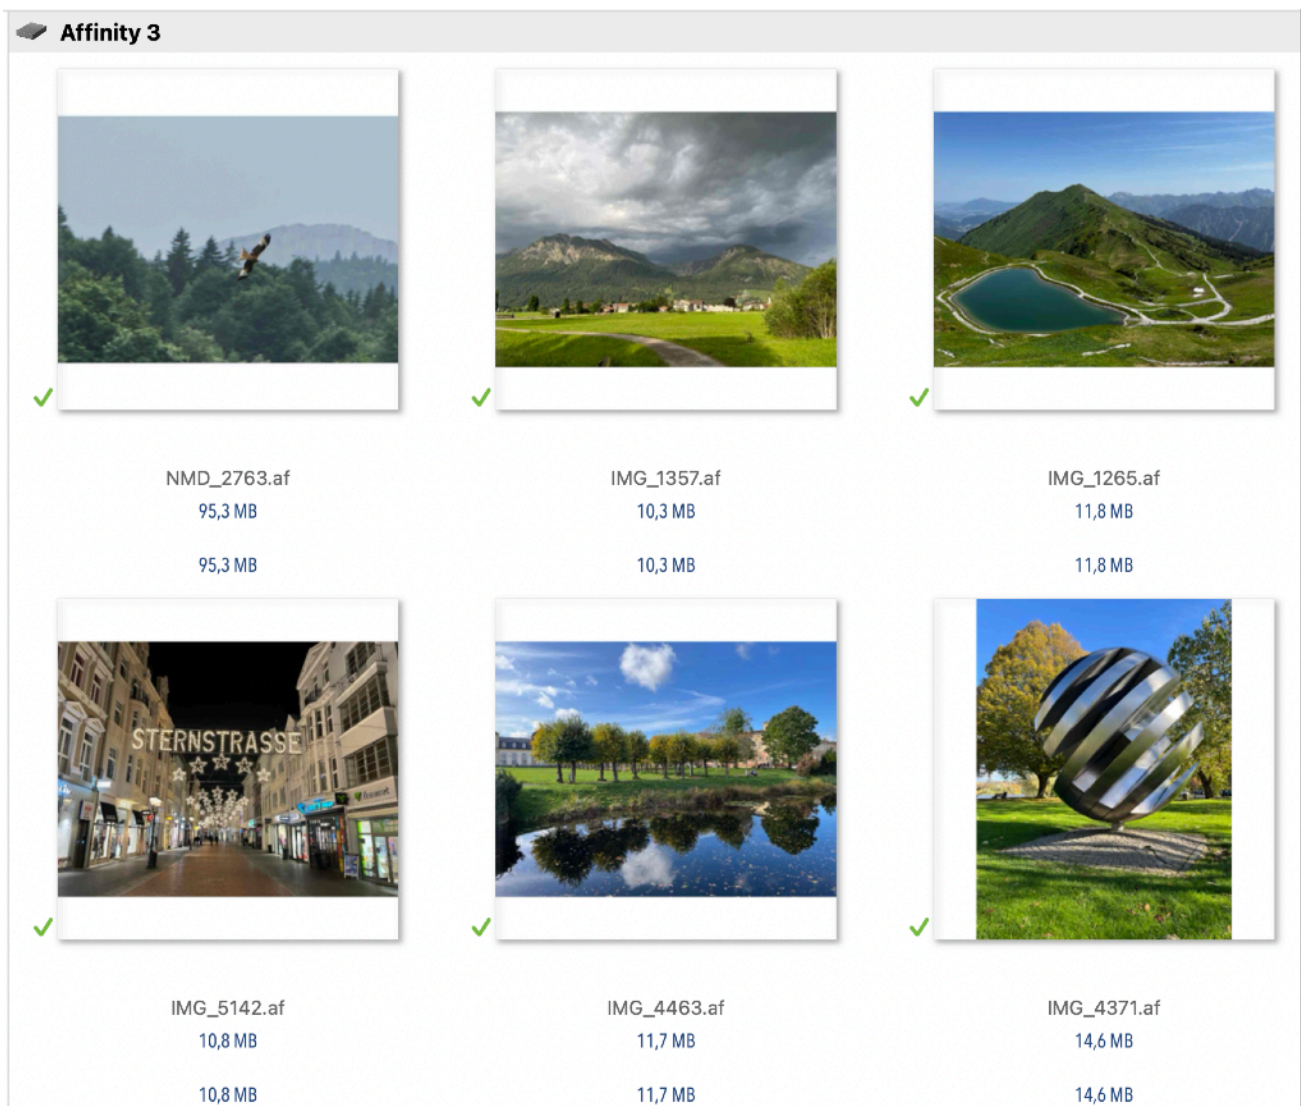 Affinity 3
NMD_2763.af
95,3 MB
95,3 MB
IMG_1357.af
10,3 MB
10,3 MB
IMG_1265.af
11,8 MB
11,8 MB
STERNSTRASSE
IMG_5142.af
10,8 MB
10,8 MB
IMG_4463.af
11,7 MB
11,7 MB
IMG_4371.af
14,6 MB
14,6 MB